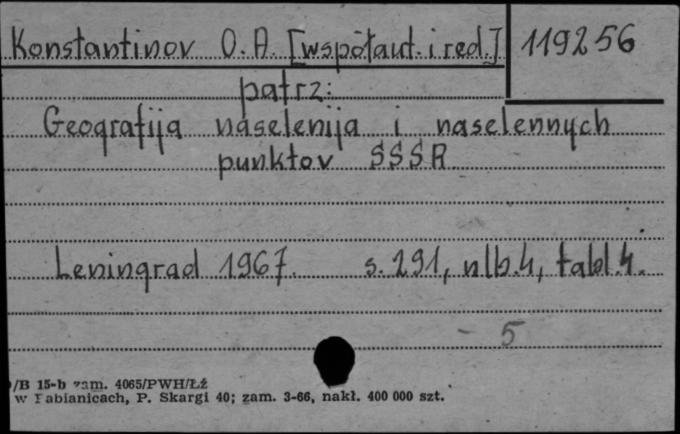 Konstantinov O. A. [współaut. i red.] 119256
patrz:
Geografija naselenija i naselennych
punktov SSSR
Leningrad 1967. s. 291, nlb. 4, tabl. 4.
- 5
/B 15-b zam. 4065/PWH/Łź
w Pabianicach, P. Skargi 40; zam. 3-66, nakł. 400 000 szt.